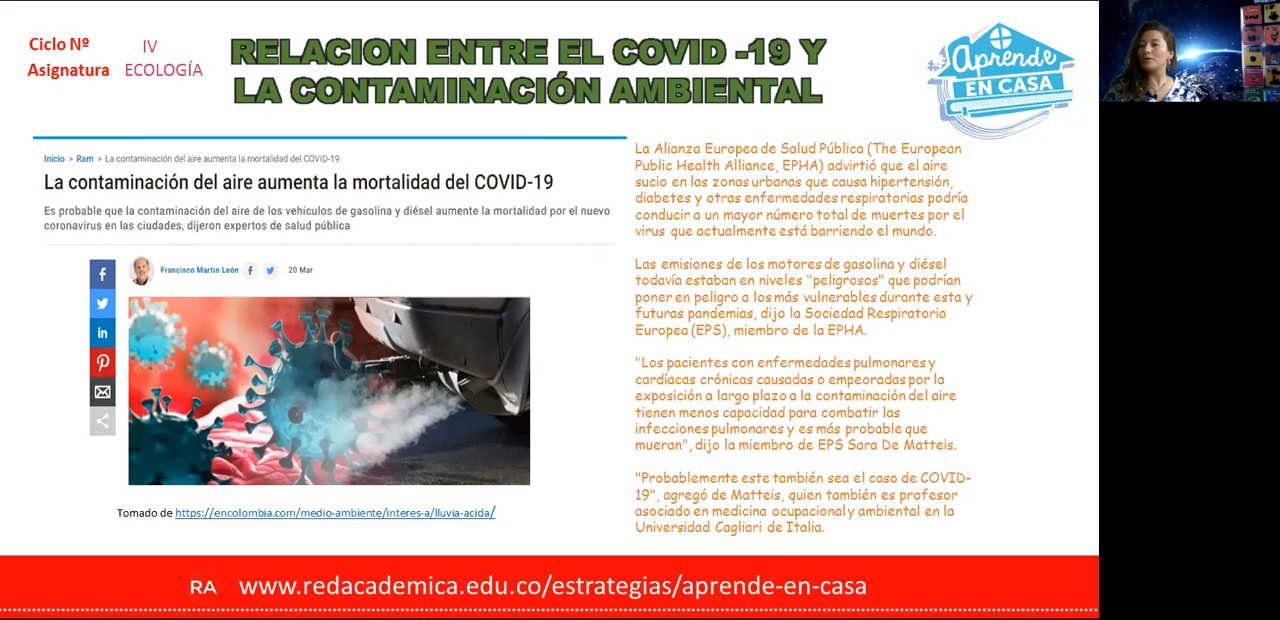 Ciclo Nº IV
Asignatura ECOLOGÍA
RELACION ENTRE EL COVID -19 Y
LA CONTAMINACIÓN AMBIENTAL
Aprende
EN CASA
Inicio > Ram > La contaminación del aire aumenta la mortalidad del COVID-19
La contaminación del aire aumenta la mortalidad del COVID-19
Es probable que la contaminación del aire de los vehículos de gasolina y diésel aumente la mortalidad por el nuevo
coronavirus en las ciudades, dijeron expertos de salud pública
Francisco Martín León 20 Mar
Tomado de https://encolombia.com/medio-ambiente/interes-a/lluvia-acida/
La Alianza Europea de Salud Pública (The European
Public Health Alliance, EPHA) advirtió que el aire
sucio en las zonas urbanas que causa hipertensión,
diabetes y otras enfermedades respiratorias podría
conducir a un mayor número total de muertes por el
virus que actualmente está barriendo el mundo.
Las emisiones de los motores de gasolina y diésel
todavía estaban en niveles "peligrosos" que podrían
poner en peligro a los más vulnerables durante esta y
futuras pandemias, dijo la Sociedad Respiratoria
Europea (EPS), miembro de la EPHA.
"Los pacientes con enfermedades pulmonares y
cardíacas crónicas causadas o empeoradas por la
exposición a largo plazo a la contaminación del aire
tienen menos capacidad para combatir las
infecciones pulmonares y es más probable que
mueran", dijo la miembro de EPS Sara De Matteis.
"Probablemente este también sea el caso de COVID-
19", agregó de Matteis, quien también es profesor
asociado en medicina ocupacional y ambiental en la
Universidad Cagliari de Italia.
RA www.redacademica.edu.co/estrategias/aprende-en-casa